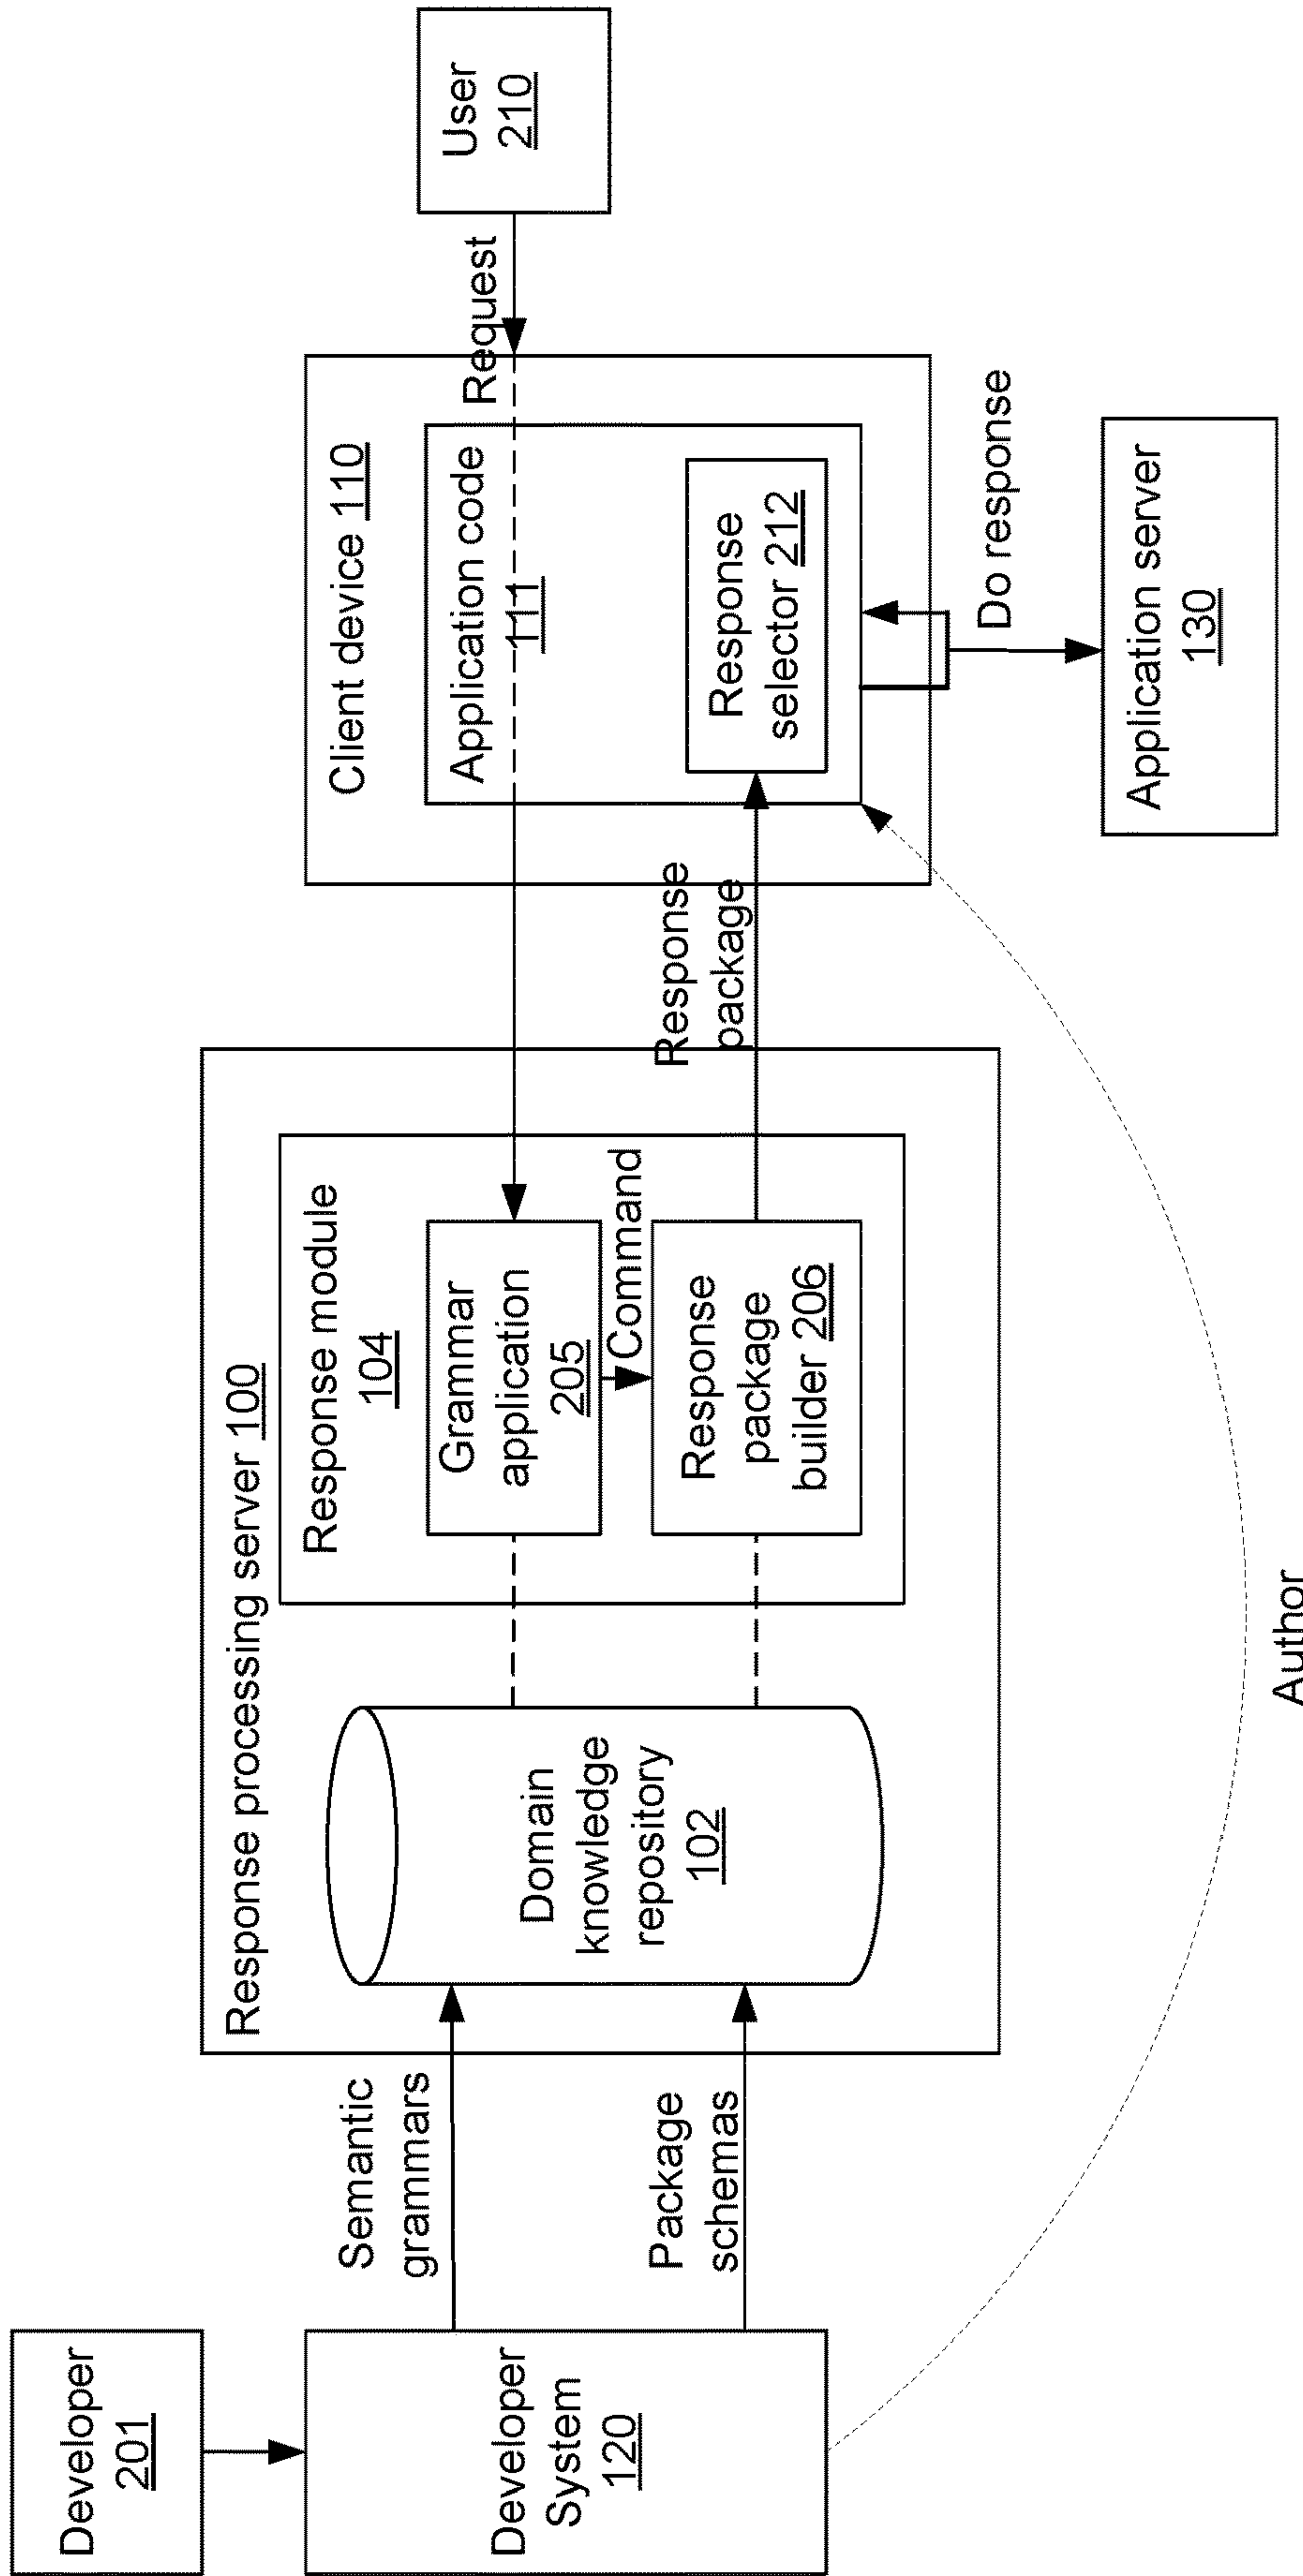 Developer
201
Developer
System
120
Semantic
grammars
Package
schemas
Response processing server 100
Domain
knowledge
repository
102
Response module
104
Grammar
application
205
Command
Response
package
builder 206
Response
package
Client device 110
Application code
111
Response
selector 212
Request
User
210
Do response
Application server
130
Author